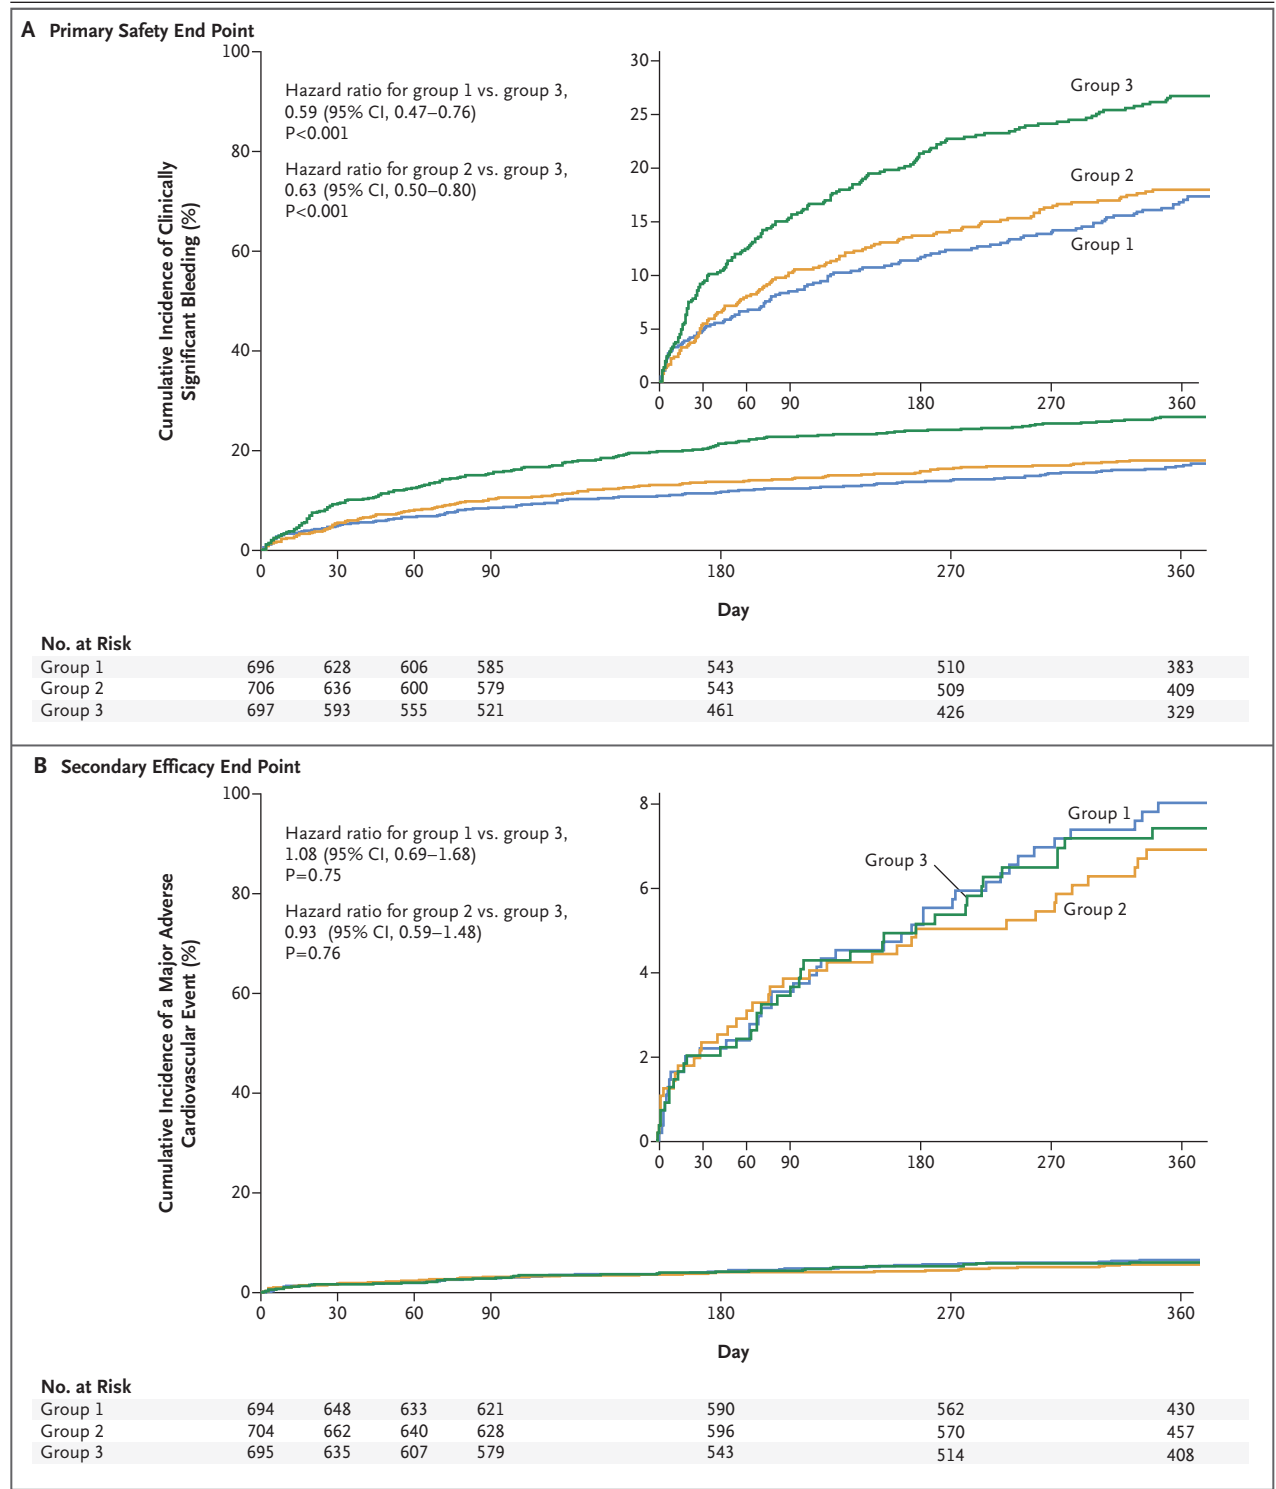 A Primary Safety End Point
100
80
60
40
20
0
Cumulative Incidence of Clinically
Significant Bleeding (%)
Hazard ratio for group 1 vs. group 3,
0.59 (95% CI, 0.47–0.76)
P<0.001
Hazard ratio for group 2 vs. group 3,
0.63 (95% CI, 0.50–0.80)
P<0.001
30
25
20
15
10
5
0
Group 3
Group 2
Group 1
0 30 60 90 180 270 360
0 30 60 90 180 270 360
Day
No. at Risk
Group 1 696 628 606 585 543 510 383
Group 2 706 636 600 579 543 509 409
Group 3 697 593 555 521 461 426 329
B Secondary Efficacy End Point
100
80
60
40
20
0
Cumulative Incidence of a Major Adverse
Cardiovascular Event (%)
Hazard ratio for group 1 vs. group 3,
1.08 (95% CI, 0.69–1.68)
P=0.75
Hazard ratio for group 2 vs. group 3,
0.93 (95% CI, 0.59–1.48)
P=0.76
8
6
4
2
0
Group 1
Group 3
Group 2
0 30 60 90 180 270 360
0 30 60 90 180 270 360
Day
No. at Risk
Group 1 694 648 633 621 590 562 430
Group 2 704 662 640 628 596 570 457
Group 3 695 635 607 579 543 514 408